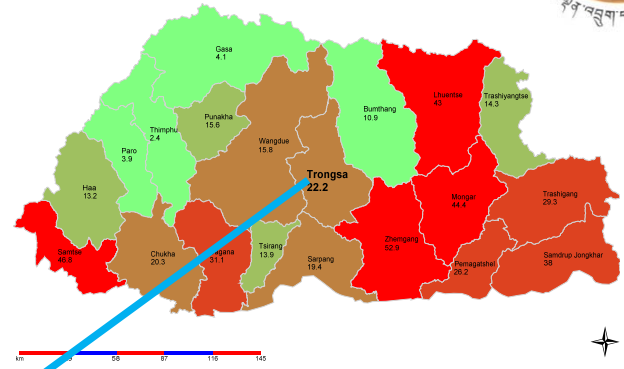 Gasa
4.1
Punakha
15.6
Thimphu
2.4
Paro
3.9
Haa
13.2
Wangdue
15.8
Bumthang
10.9
Lhuentse
43
Trashiyangtse
14.3
Trongsa
22.2
Mongar
44.4
Trashigang
29.3
Samtse
46.8
Chukha
20.3
31.1
Tsirang
13.9
Sarpang
19.4
Zhemgang
52.9
Pemagatshel
26.2
Samdrup Jongkhar
38
km
58
87
116
145